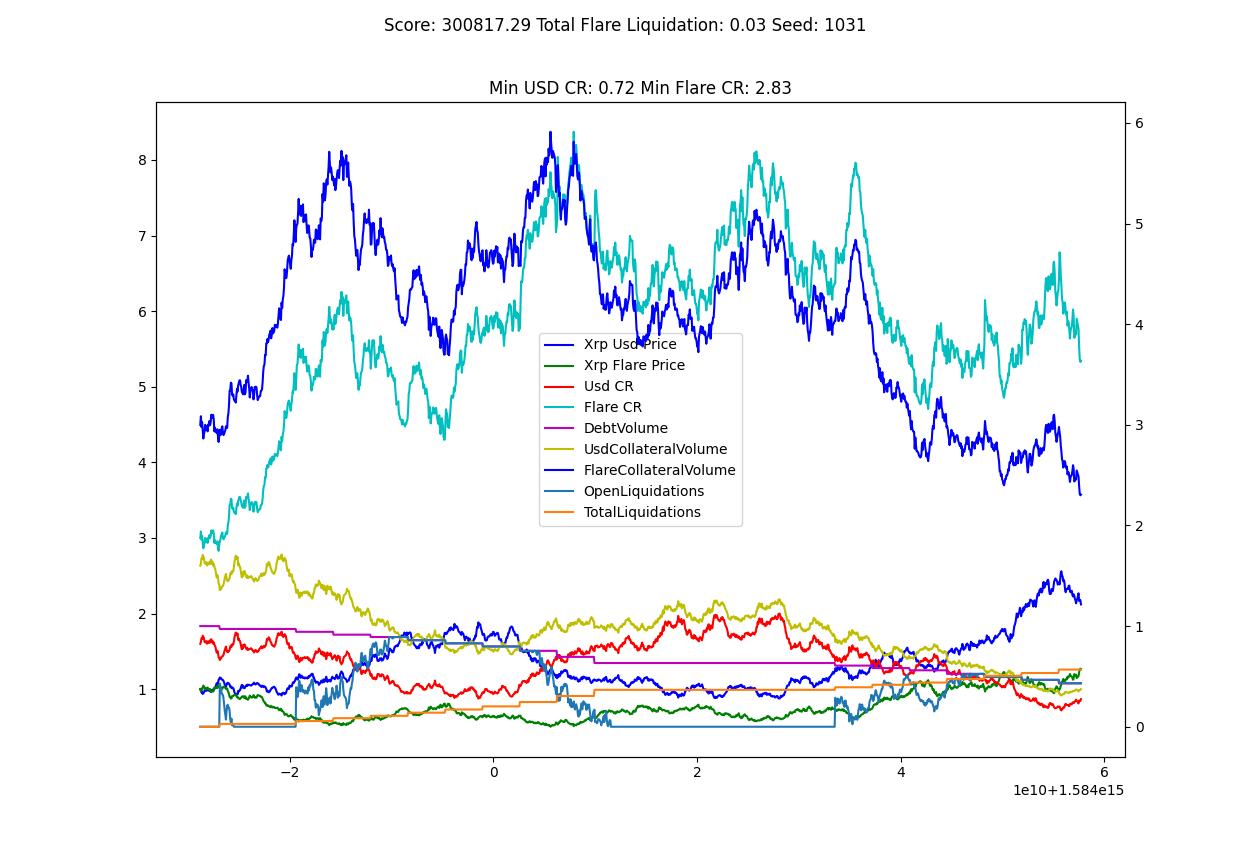 Score: 300817.29 Total Flare Liquidation: 0.03 Seed: 1031
Min USD CR: 0.72 Min Flare CR: 2.83
8
7
6
5
4
3
2
1
6
5
4
3
2
1
0
Xrp Usd Price
Xrp Flare Price
Usd CR
Flare CR
DebtVolume
UsdCollateralVolume
FlareCollateralVolume
OpenLiquidations
TotalLiquidations
−2 0 2 4 6
1e10+1.584e15